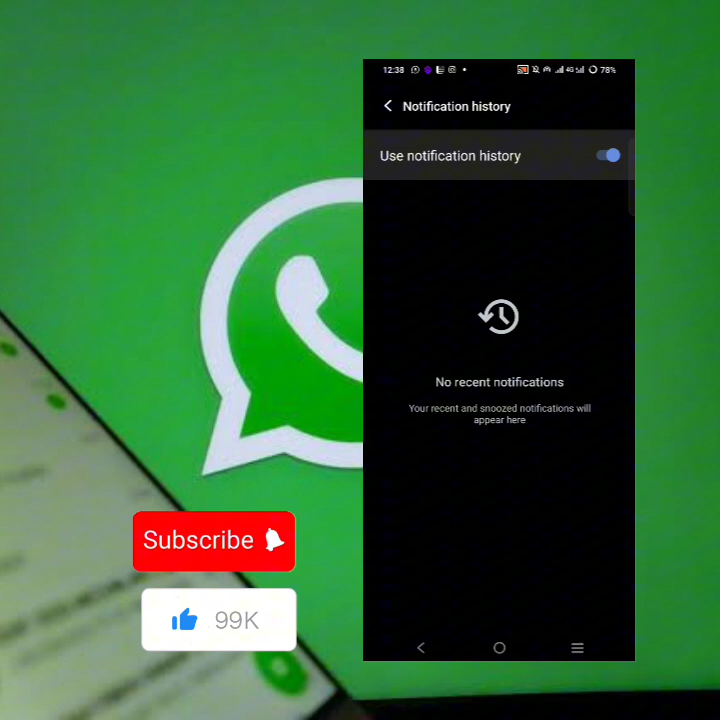 12:38
4G
78%
Notification history
Use notification history
No recent notifications
Your recent and snoozed notifications will
appear here
Subscribe
99K